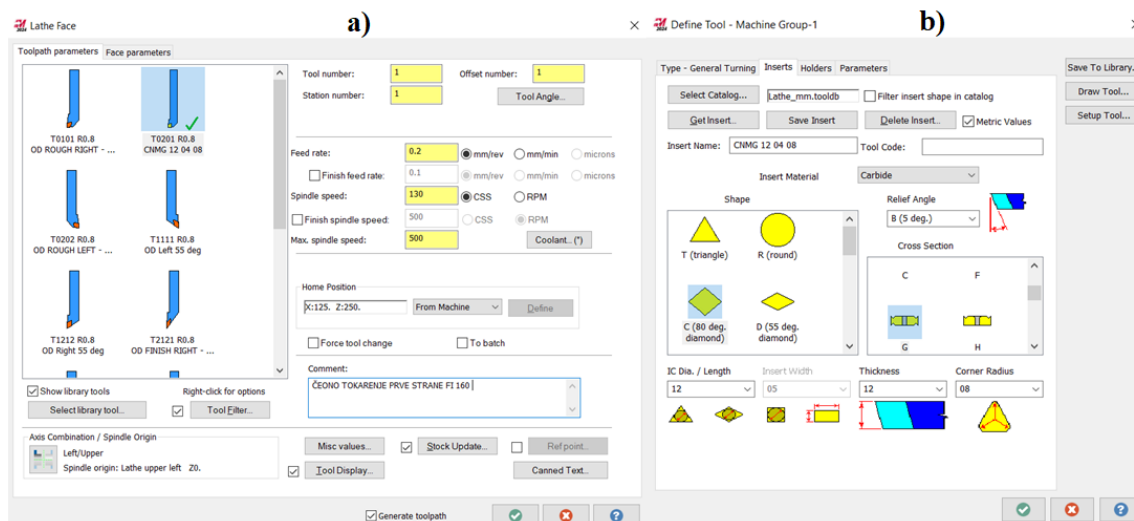 Lathe Face
a)
Toolpath parameters Face parameters
T0101 R0.8
OD ROUGH RIGHT - ...
T0201 R0.8
CNMG 12 04 08
T0202 R0.8
OD ROUGH LEFT - ...
T1111 R0.8
OD Left 55 deg
T1212 R0.8
OD Right 55 deg
T2121 R0.8
OD FINISH RIGHT - ...
Show library tools
Right-click for options
Select library tool...
Tool Filter...
Axis Combination / Spindle Origin
Left/Upper
Spindle origin: Lathe upper left Z0.
Tool number: 1 Offset number: 1
Station number: 1 Tool Angle...
Feed rate: 0.2 mm/rev mm/min microns
Finish feed rate: 0.1 mm/rev mm/min microns
Spindle speed: 130 CSS RPM
Finish spindle speed: 500 CSS RPM
Max. spindle speed: 500 Coolant.. (*)
Home Position
X:125. Z:250. From Machine Define
Force tool change To batch
Comment:
ČEONO TOKARENJE PRVE STRANE FI 160
Misc values... Stock Update... Ref point...
Tool Display... Canned Text...
Generate toolpath
Define Tool - Machine Group-1
b)
Type - General Turning Inserts Holders Parameters
Save To Library...
Draw Tool...
Setup Tool...
Select Catalog... Lathe_mm.tooldb Filter insert shape in catalog
Get Insert... Save Insert Delete Insert... Metric Values
Insert Name: CNMG 12 04 08 Tool Code:
Insert Material Carbide
Shape
T (triangle) R (round)
C (80 deg. diamond)
D (55 deg. diamond)
Relief Angle
B (5 deg.)
Cross Section
C F
G H
IC Dia. / Length Insert Width Thickness Corner Radius
12 05 12 08